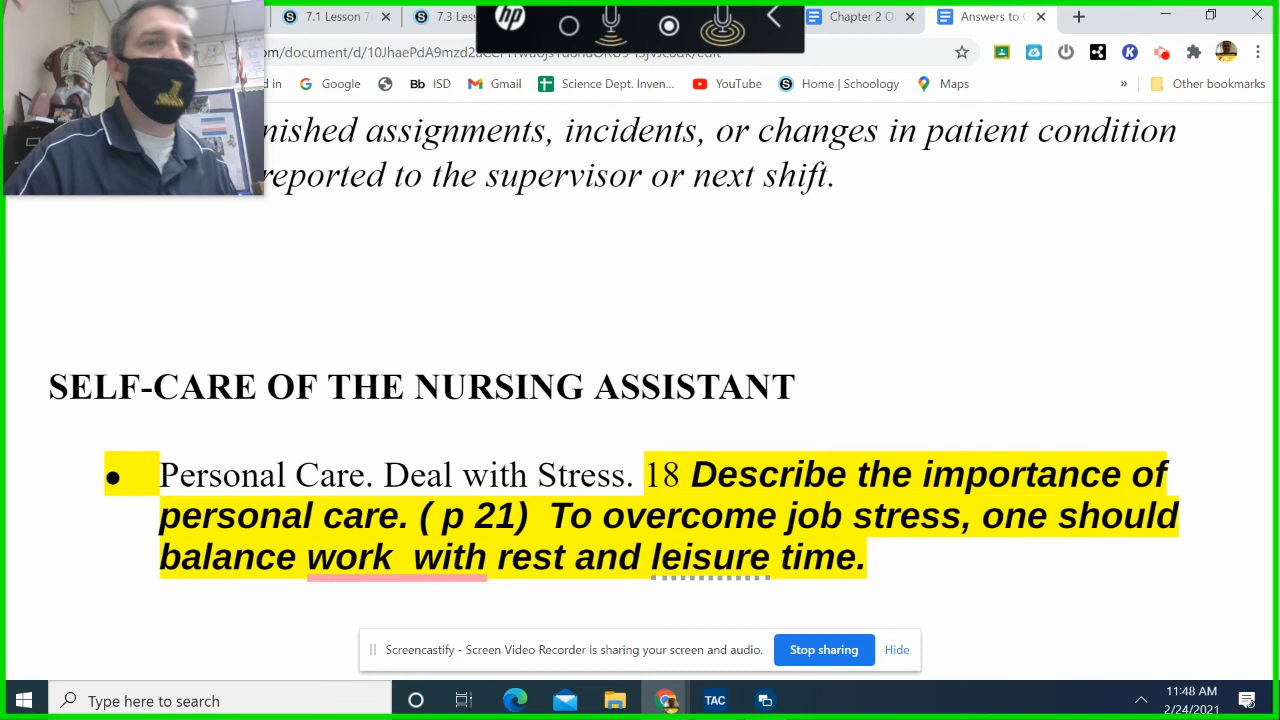 7.1 Lesson 7
7.3 Less
hp
Chapter 2 O
Answers to
/edit
Google
Bb ISD
Gmail
Science Dept. Inven...
YouTube
Home | Schoology
Maps
»
Other bookmarks
nished assignments, incidents, or changes in patient condition
reported to the supervisor or next shift.
SELF-CARE OF THE NURSING ASSISTANT
● Personal Care. Deal with Stress. 18 Describe the importance of
personal care. ( p 21) To overcome job stress, one should
balance work with rest and leisure time.
Screencastify - Screen Video Recorder is sharing your screen and audio.
Stop sharing
Hide
Type here to search
TAC
11:48 AM
2/24/2021